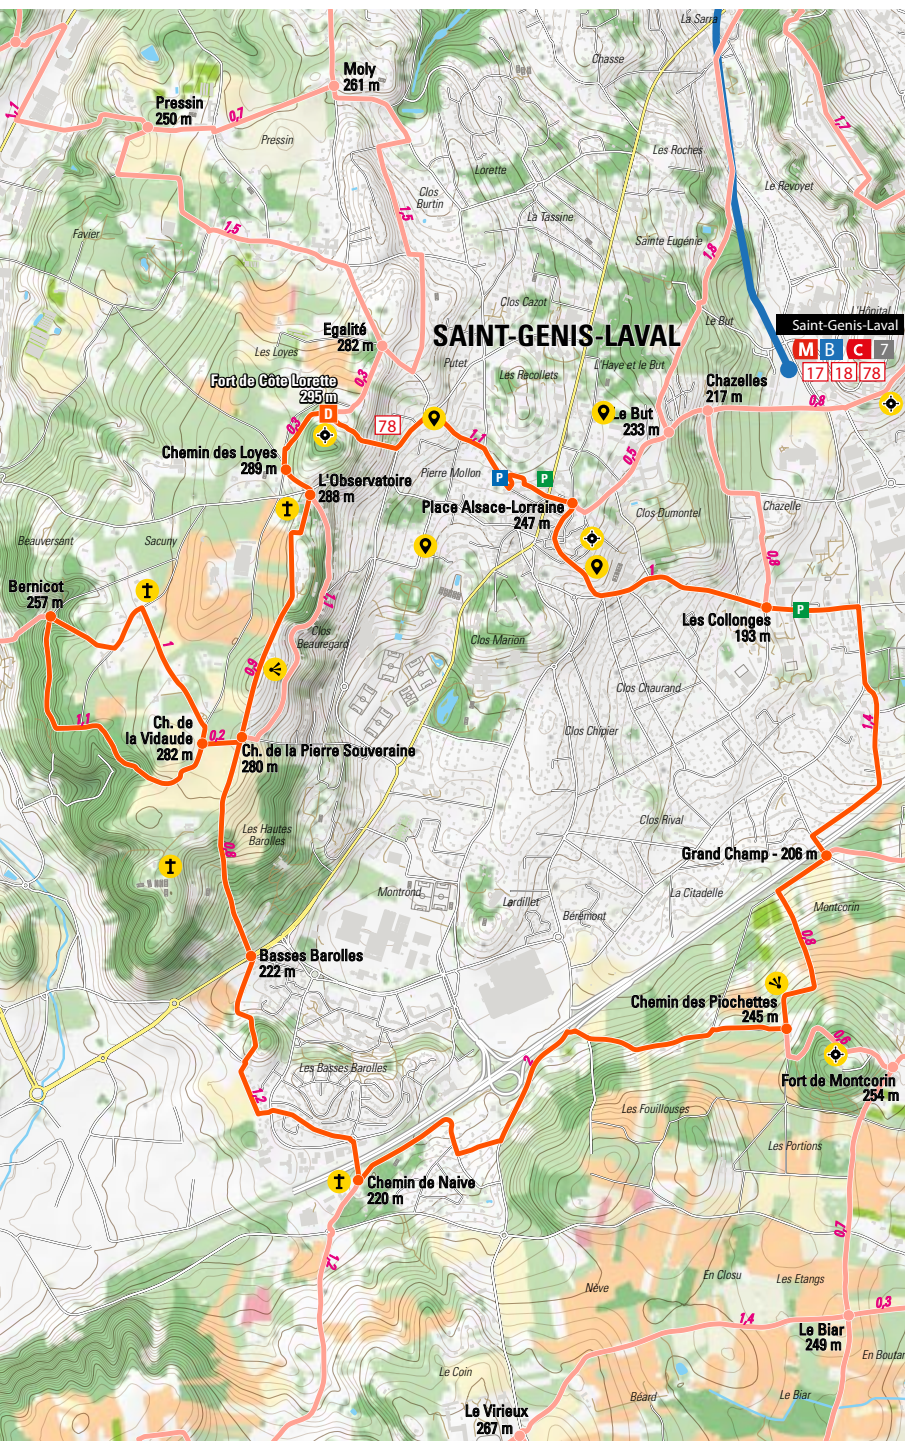 La Sarra
Chasse
Moly
261 m
Pressin
250 m
1,1
0,7
1,7
Pressin
Les Roches
Lorette
Le Revoyet
Clos
Burtin
1,5
La Tassine
1,5
Favier
Sainte Eugénie
1,8
Clos Cazot
L'Hôpital
Le But
Saint-Genis-Laval
M B C 7
17 18 78
Egalité
282 m
SAINT-GENIS-LAVAL
Les Loyes
Putet
L'Haye et le But
Les Recollets
0,3
Fort de Côte Lorette
295 m
Chazelles
217 m
0,8
D
78
0,3
Le But
233 m
1,1
Chemin des Loyes
289 m
0,5
L'Observatoire
288 m
Pierre Mollon
P
P
Place Alsace-Lorraine
247 m
Clos Dumontel
Chazelle
Beauversant
Sacuny
0,8
Bernicot
257 m
1
1,1
Les Collonges
193 m
P
Clos
Beauregard
Clos Marion
1
0,9
Clos Chaurand
1,1
Ch. de
la Vidaude
282 m
0,2
Ch. de la Pierre Souveraine
280 m
Clos Chipier
1,4
Les Hautes
Barolles
0,8
Clos Rival
Grand Champ - 206 m
Montrond
Lardillet
La Citadelle
Bérémont
Montcorin
0,8
Basses Barolles
222 m
Chemin des Piochettes
245 m
0,6
Les Basses Barolles
2
Fort de Montcorin
254 m
1,2
Les Fouillouses
Les Portions
Chemin de Naive
220 m
0,7
1,2
Nêve
En Closu
Les Etangs
0,3
1,4
Le Biar
249 m
En Boutan
Le Coin
Béard
Le Biar
Le Virieux
267 m